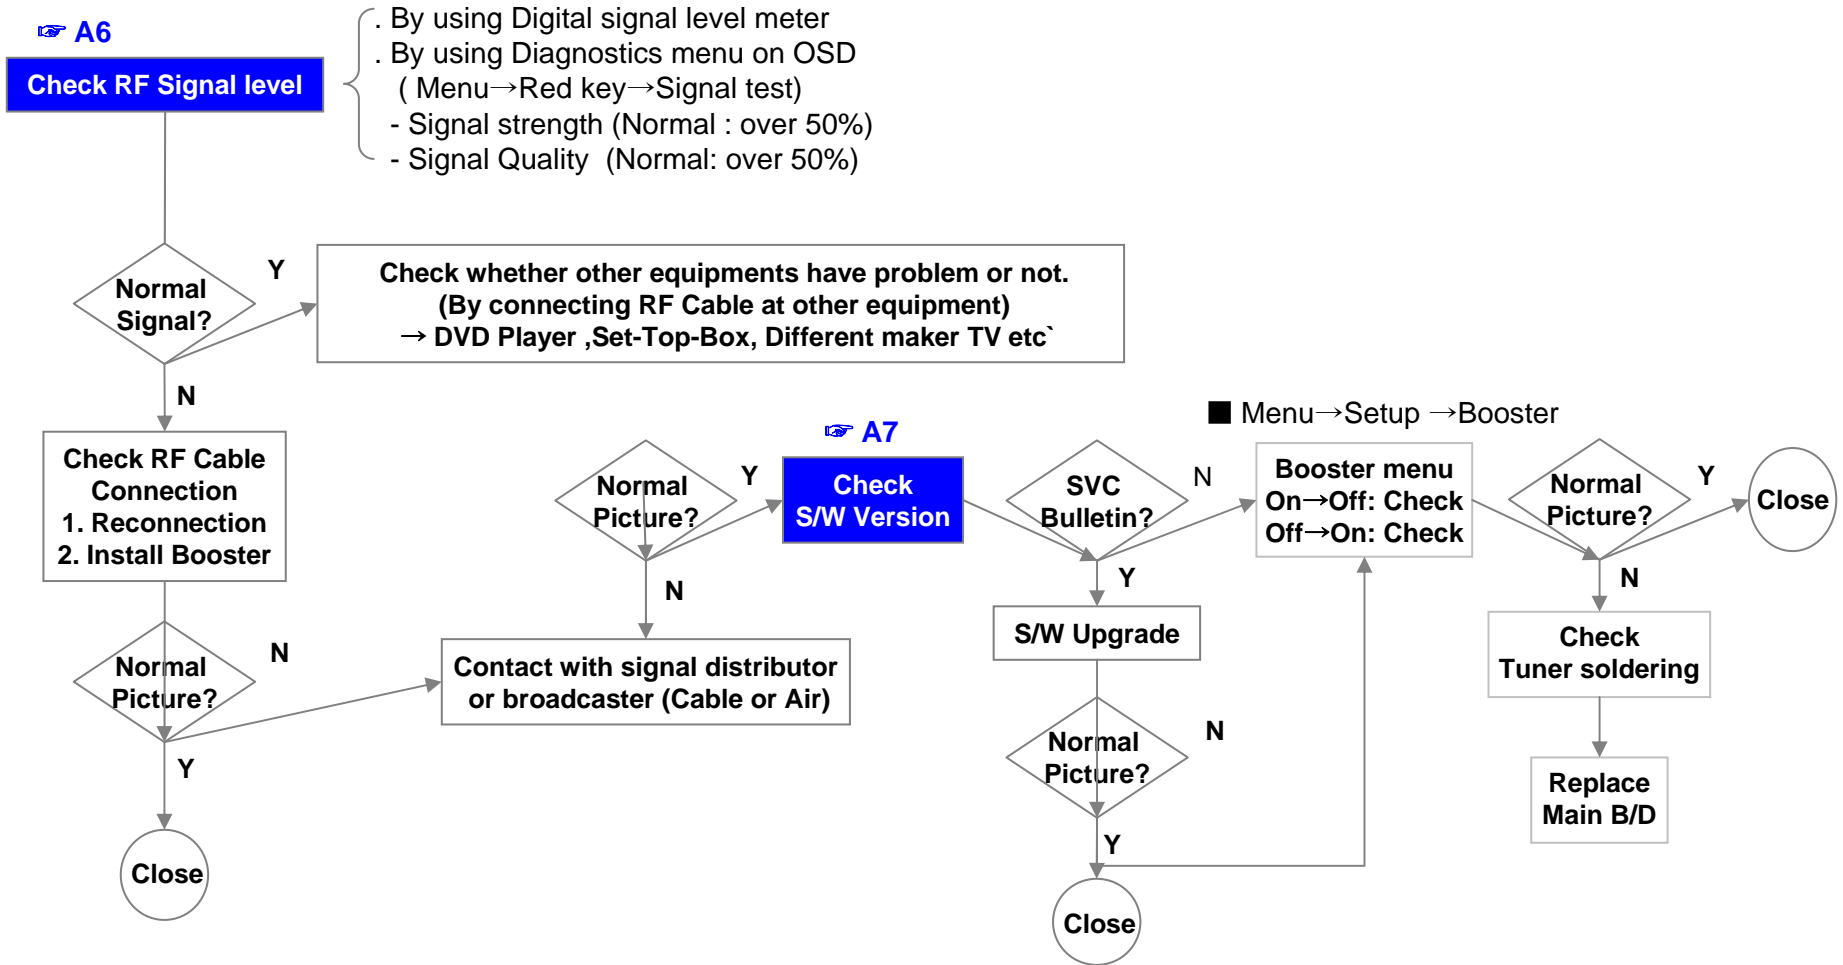 ☞ A6
Check RF Signal level
. By using Digital signal level meter
. By using Diagnostics menu on OSD
( Menu→Red key→Signal test)
- Signal strength (Normal : over 50%)
- Signal Quality (Normal: over 50%)
Normal
Signal?
Y
Check whether other equipments have problem or not.
(By connecting RF Cable at other equipment)
→ DVD Player ,Set-Top-Box, Different maker TV etc`
N
Check RF Cable
Connection
1. Reconnection
2. Install Booster
Normal
Picture?
N
Y
Close
Contact with signal distributor
or broadcaster (Cable or Air)
Normal
Picture?
Y
N
☞ A7
Check
S/W Version
SVC
Bulletin?
N
Y
S/W Upgrade
Normal
Picture?
N
Y
Close
■ Menu→Setup →Booster
Booster menu
On→Off: Check
Off→On: Check
Normal
Picture?
Y
Close
N
Check
Tuner soldering
Replace
Main B/D